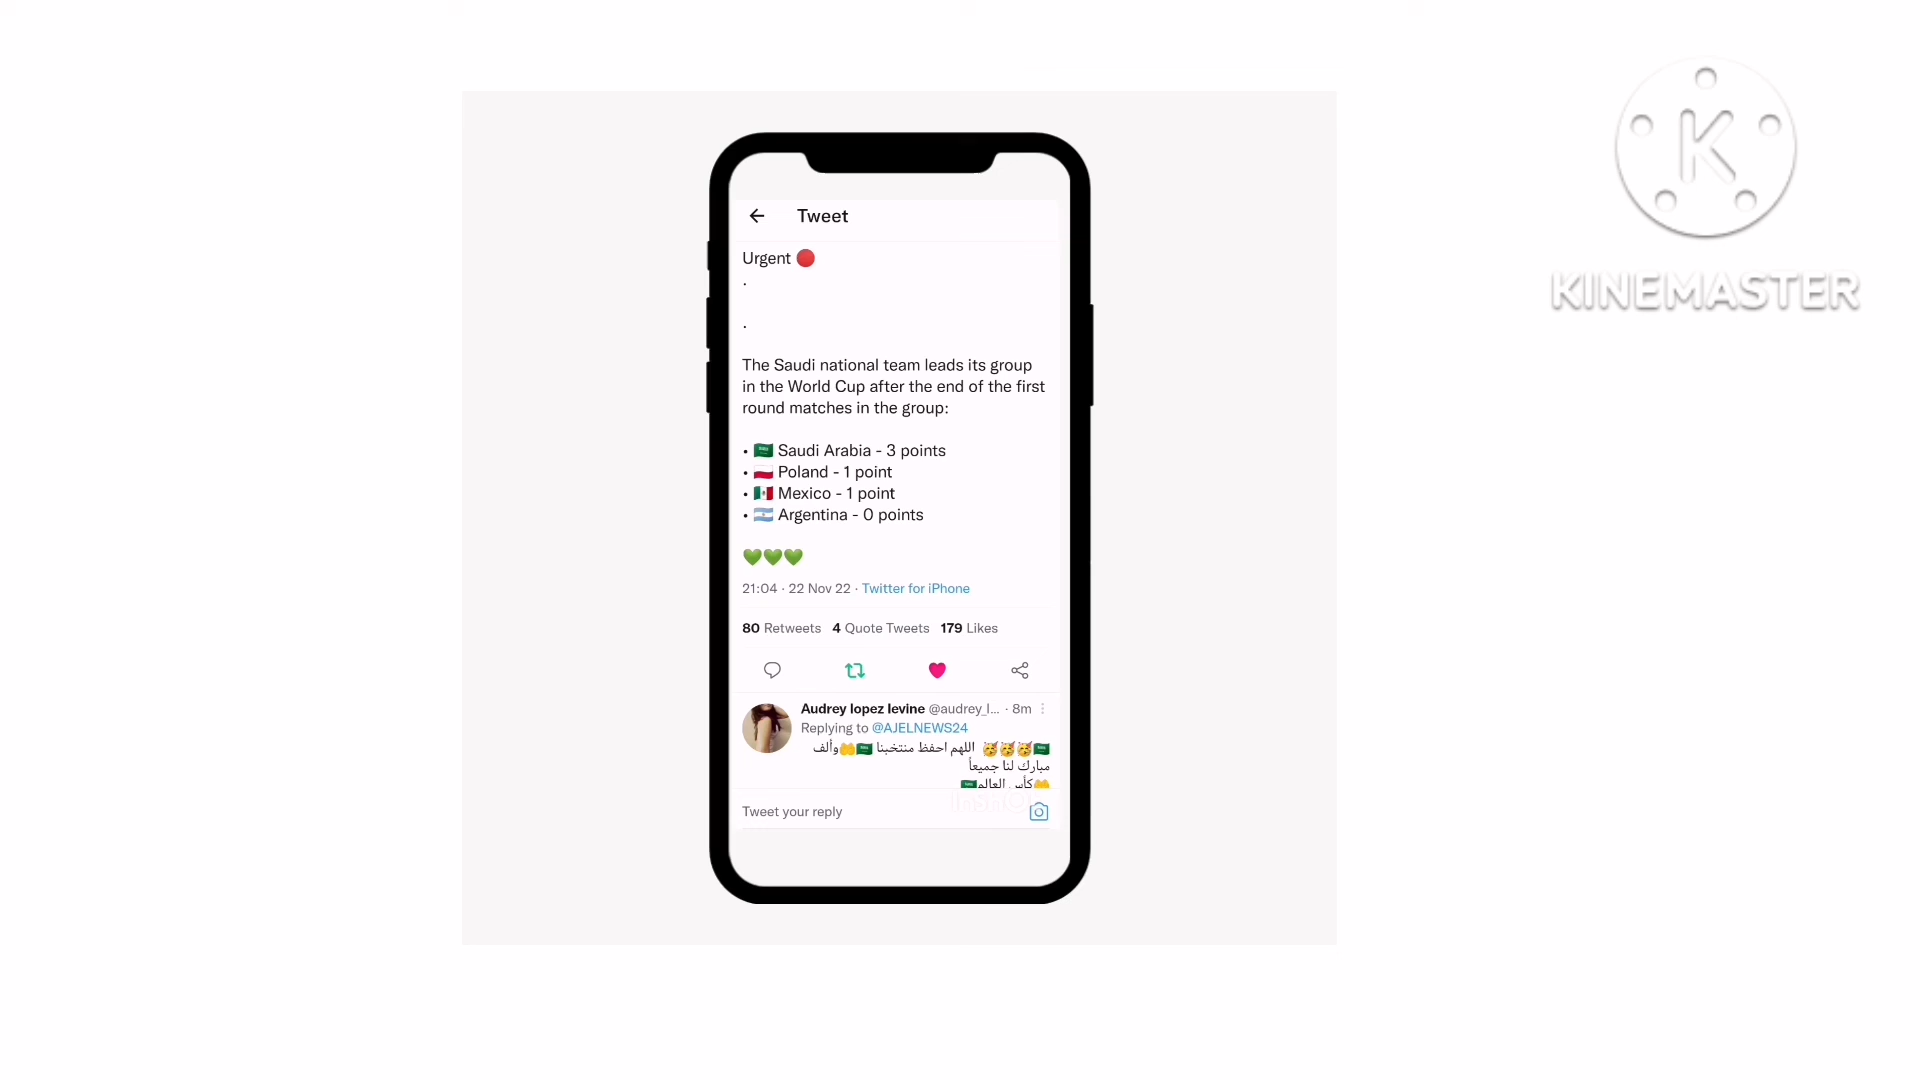 K
KINEMASTER
Tweet
Urgent 🔴
.
.
The Saudi national team leads its group
in the World Cup after the end of the first
round matches in the group:
• 🇸🇦 Saudi Arabia - 3 points
• 🇵🇱 Poland - 1 point
• 🇲🇽 Mexico - 1 point
• 🇦🇷 Argentina - 0 points
💚💚💚
21:04 · 22 Nov 22 · Twitter for iPhone
80 Retweets 4 Quote Tweets 179 Likes
Audrey lopez levine @audrey_l... · 8m
Replying to @AJELNEWS24
🇸🇦🥳🥳🥳 اللهم احفظ منتخبنا 🇸🇦🤲وألف
مبارك لنا جميعاً
🤲كأس العالم🇸🇦
Tweet your reply